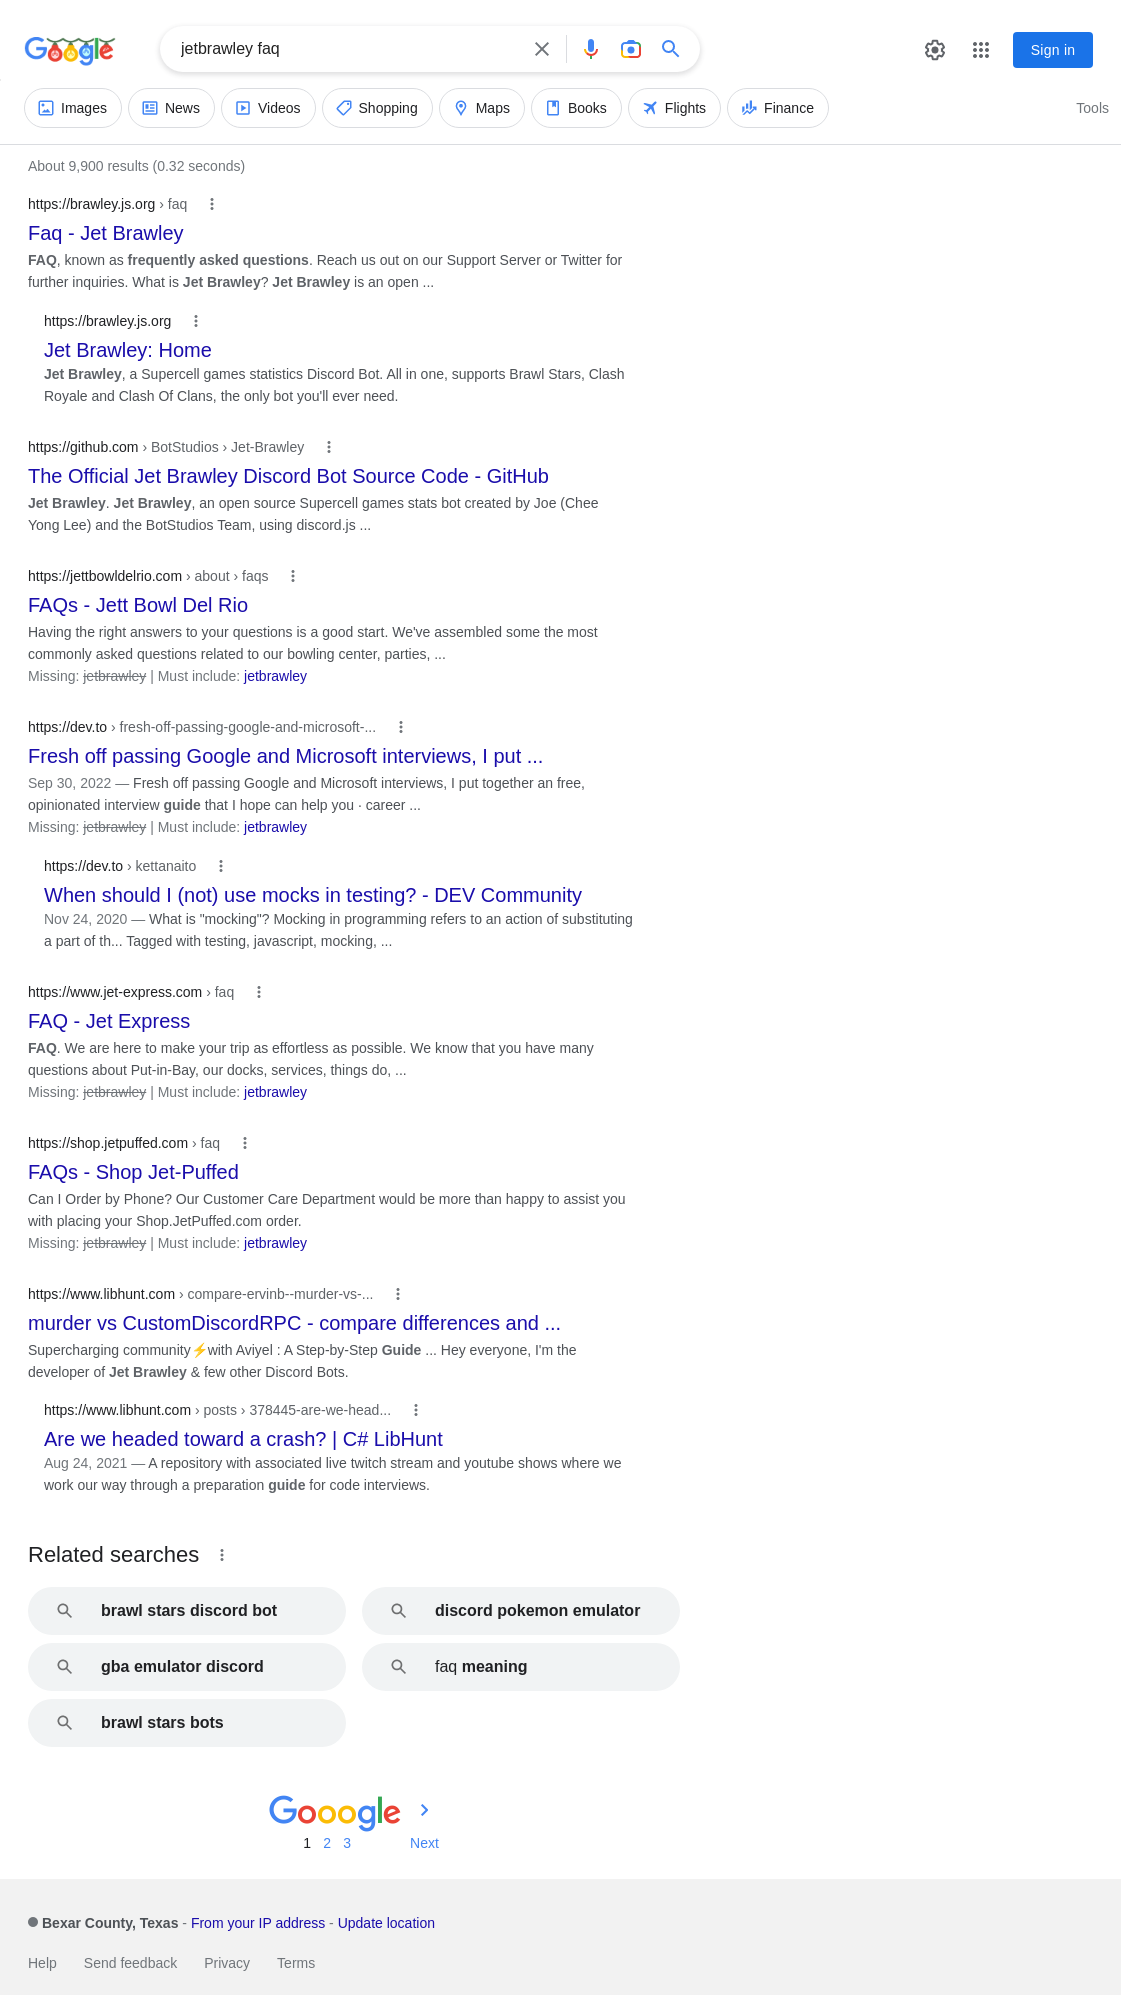 Google
jetbrawley faq
Sign in
Images
News
Videos
Shopping
Maps
Books
Flights
Finance
Tools
About 9,900 results (0.32 seconds)
https://brawley.js.org › faq
Faq - Jet Brawley
FAQ, known as frequently asked questions. Reach us out on our Support Server or Twitter for
further inquiries. What is Jet Brawley? Jet Brawley is an open ...
https://brawley.js.org
Jet Brawley: Home
Jet Brawley, a Supercell games statistics Discord Bot. All in one, supports Brawl Stars, Clash
Royale and Clash Of Clans, the only bot you'll ever need.
https://github.com › BotStudios › Jet-Brawley
The Official Jet Brawley Discord Bot Source Code - GitHub
Jet Brawley. Jet Brawley, an open source Supercell games stats bot created by Joe (Chee
Yong Lee) and the BotStudios Team, using discord.js ...
https://jettbowldelrio.com › about › faqs
FAQs - Jett Bowl Del Rio
Having the right answers to your questions is a good start. We've assembled some the most
commonly asked questions related to our bowling center, parties, ...
Missing: jetbrawley | Must include: jetbrawley
https://dev.to › fresh-off-passing-google-and-microsoft-...
Fresh off passing Google and Microsoft interviews, I put ...
Sep 30, 2022 — Fresh off passing Google and Microsoft interviews, I put together an free,
opinionated interview guide that I hope can help you · career ...
Missing: jetbrawley | Must include: jetbrawley
https://dev.to › kettanaito
When should I (not) use mocks in testing? - DEV Community
Nov 24, 2020 — What is "mocking"? Mocking in programming refers to an action of substituting
a part of th... Tagged with testing, javascript, mocking, ...
https://www.jet-express.com › faq
FAQ - Jet Express
FAQ. We are here to make your trip as effortless as possible. We know that you have many
questions about Put-in-Bay, our docks, services, things do, ...
Missing: jetbrawley | Must include: jetbrawley
https://shop.jetpuffed.com › faq
FAQs - Shop Jet-Puffed
Can I Order by Phone? Our Customer Care Department would be more than happy to assist you
with placing your Shop.JetPuffed.com order.
Missing: jetbrawley | Must include: jetbrawley
https://www.libhunt.com › compare-ervinb--murder-vs-...
murder vs CustomDiscordRPC - compare differences and ...
Supercharging community⚡with Aviyel : A Step-by-Step Guide ... Hey everyone, I'm the
developer of Jet Brawley & few other Discord Bots.
https://www.libhunt.com › posts › 378445-are-we-head...
Are we headed toward a crash? | C# LibHunt
Aug 24, 2021 — A repository with associated live twitch stream and youtube shows where we
work our way through a preparation guide for code interviews.
Related searches
brawl stars discord bot
discord pokemon emulator
gba emulator discord
faq meaning
brawl stars bots
Gooogle
1 2 3 Next
Bexar County, Texas - From your IP address - Update location
Help Send feedback Privacy Terms